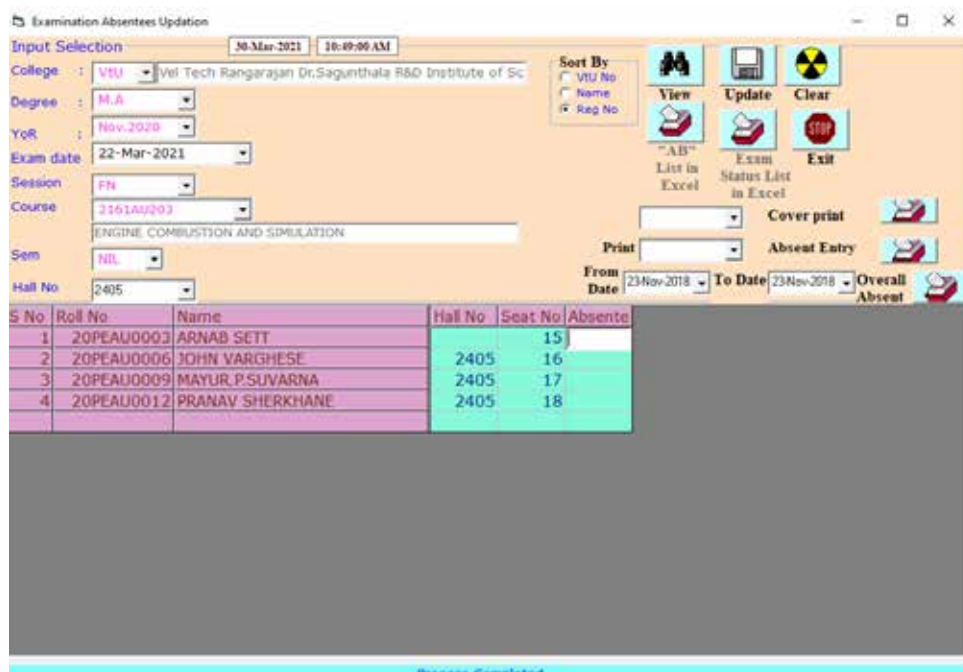 Examination Absentees Updation
Input Selection 30-Mar-2021 10:49:00 AM
College : VtU Vel Tech Rangarajan Dr.Sagunthala R&D Institute of Sc
Degree : M.A
YoR : Nov.2020
Exam date 22-Mar-2021
Session FN
Course 2161AU203
ENGINE COMBUSTION AND SIMULATION
Sem NIL
Hall No 2405
Sort By
VtU No
Name
Reg No
View Update Clear
"AB" List in Excel
Exam Status List in Excel
STOP
Exit
Cover print
Print Absent Entry
From Date 23-Nov-2018 To Date 23-Nov-2018 Overall Absent
S No Roll No Name Hall No Seat No Absente
1 20PEAU0003 ARNAB SETT 15
2 20PEAU0006 JOHN VARGHESE 2405 16
3 20PEAU0009 MAYUR.P.SUVARNA 2405 17
4 20PEAU0012 PRANAV SHERKHANE 2405 18
Process Completed